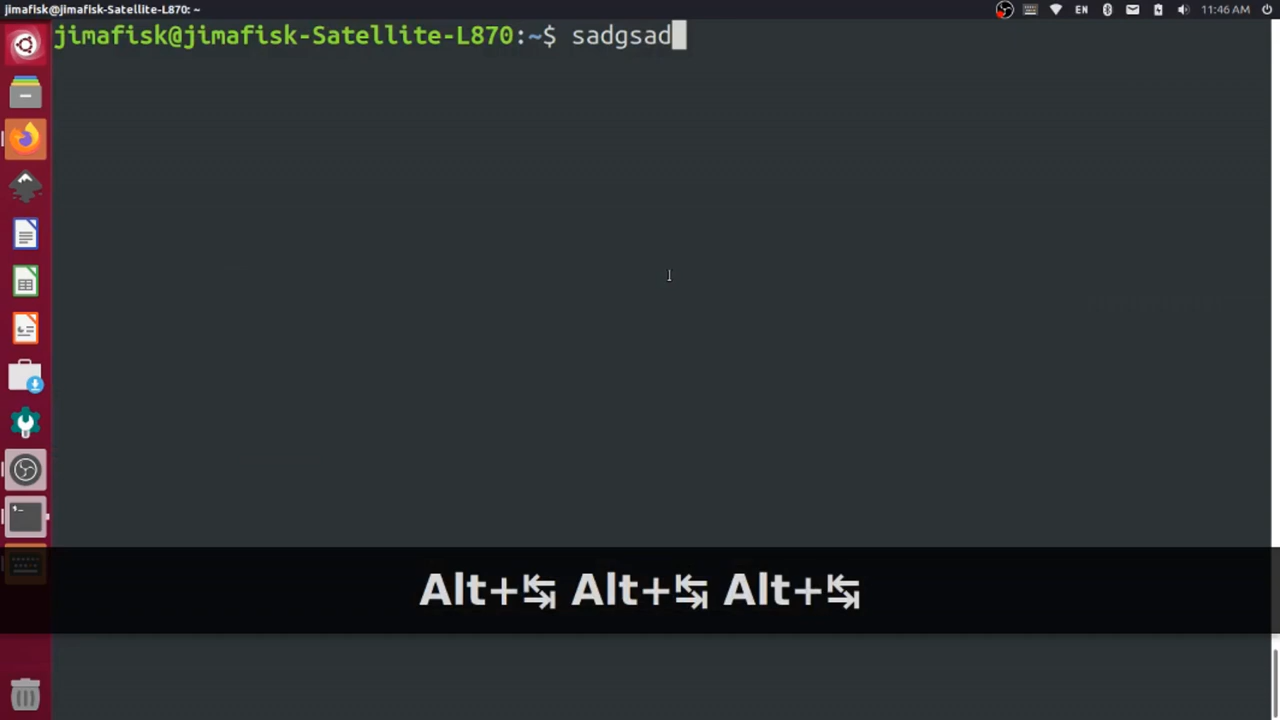 jimafisk@jimafisk-Satellite-L870: ~
EN
11:46 AM
jimafisk@jimafisk-Satellite-L870:~$ sadgsad
Alt+↹ Alt+↹ Alt+↹